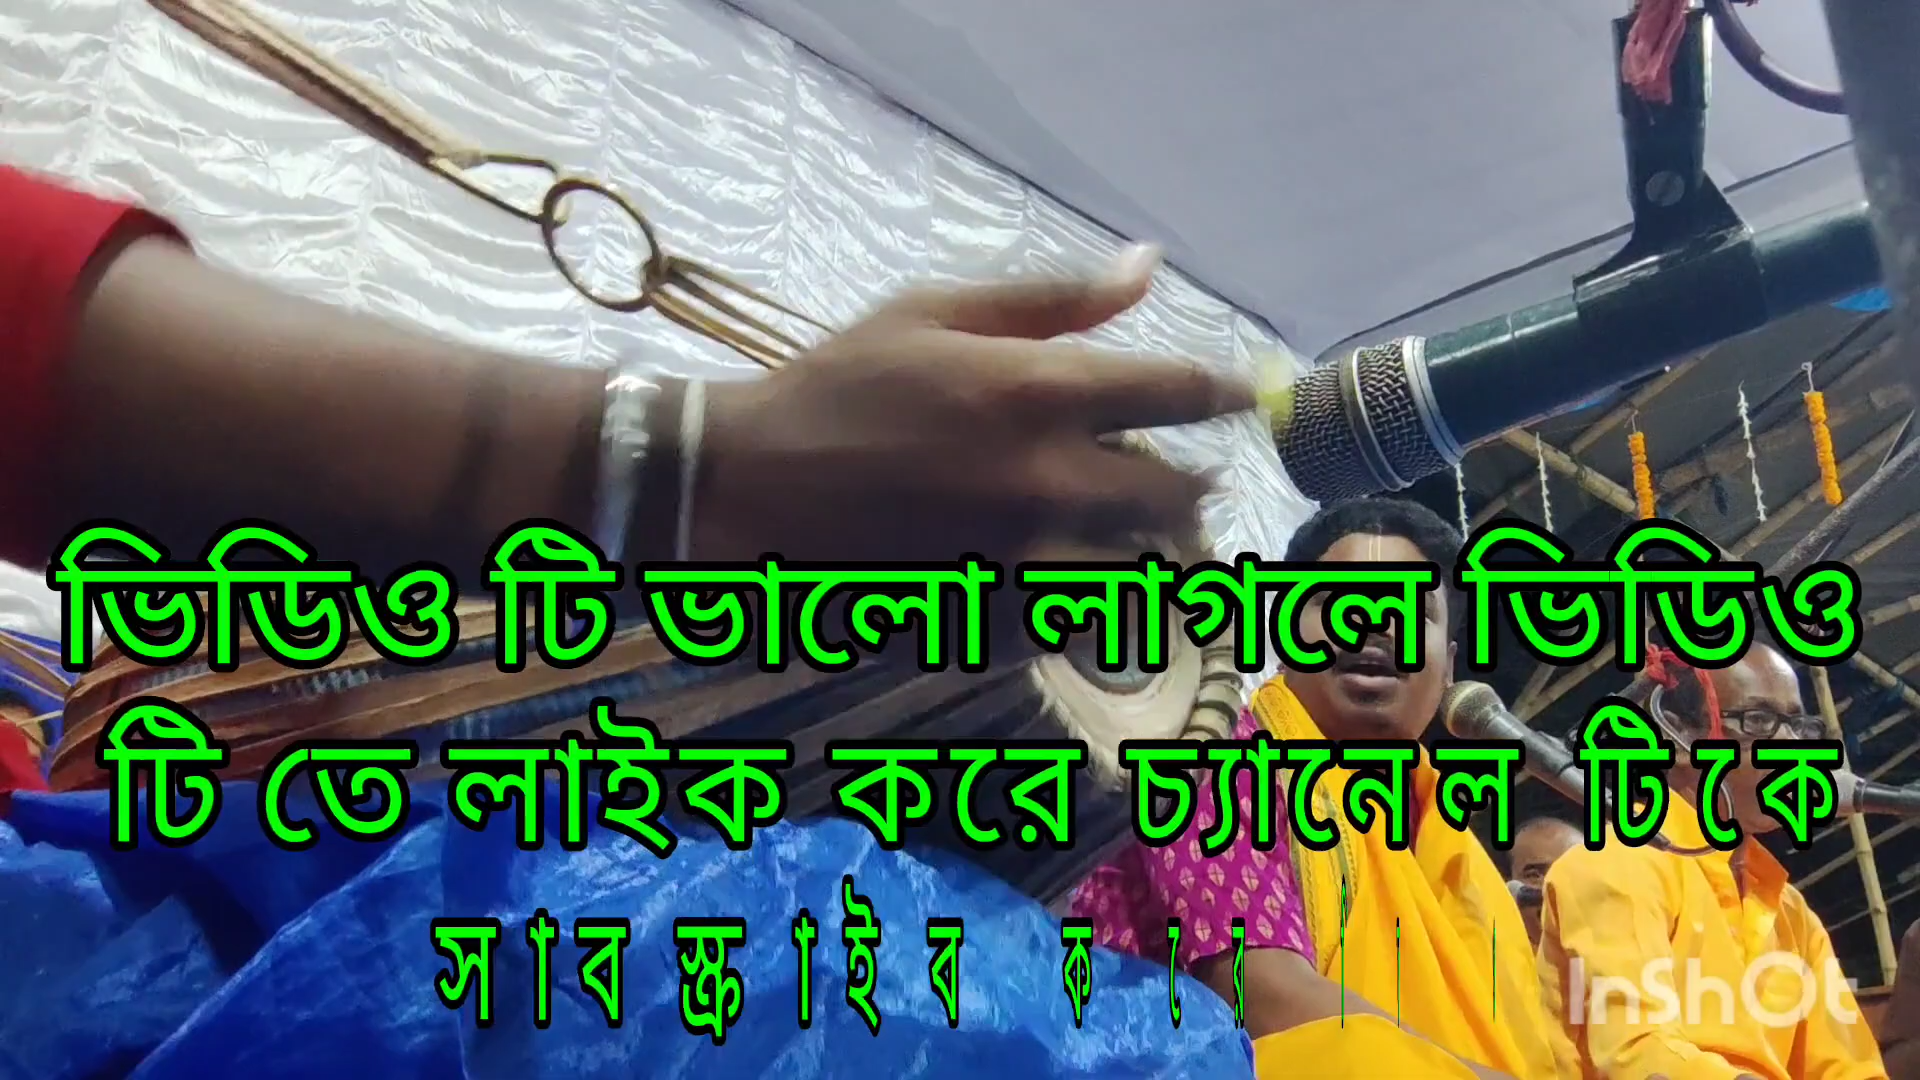 ভিডিও টি ভালো লাগলে ভিডিও
টি তে লাইক করে চ্যানেল টিকে
সাবস্ক্রাইব করে
InShOt